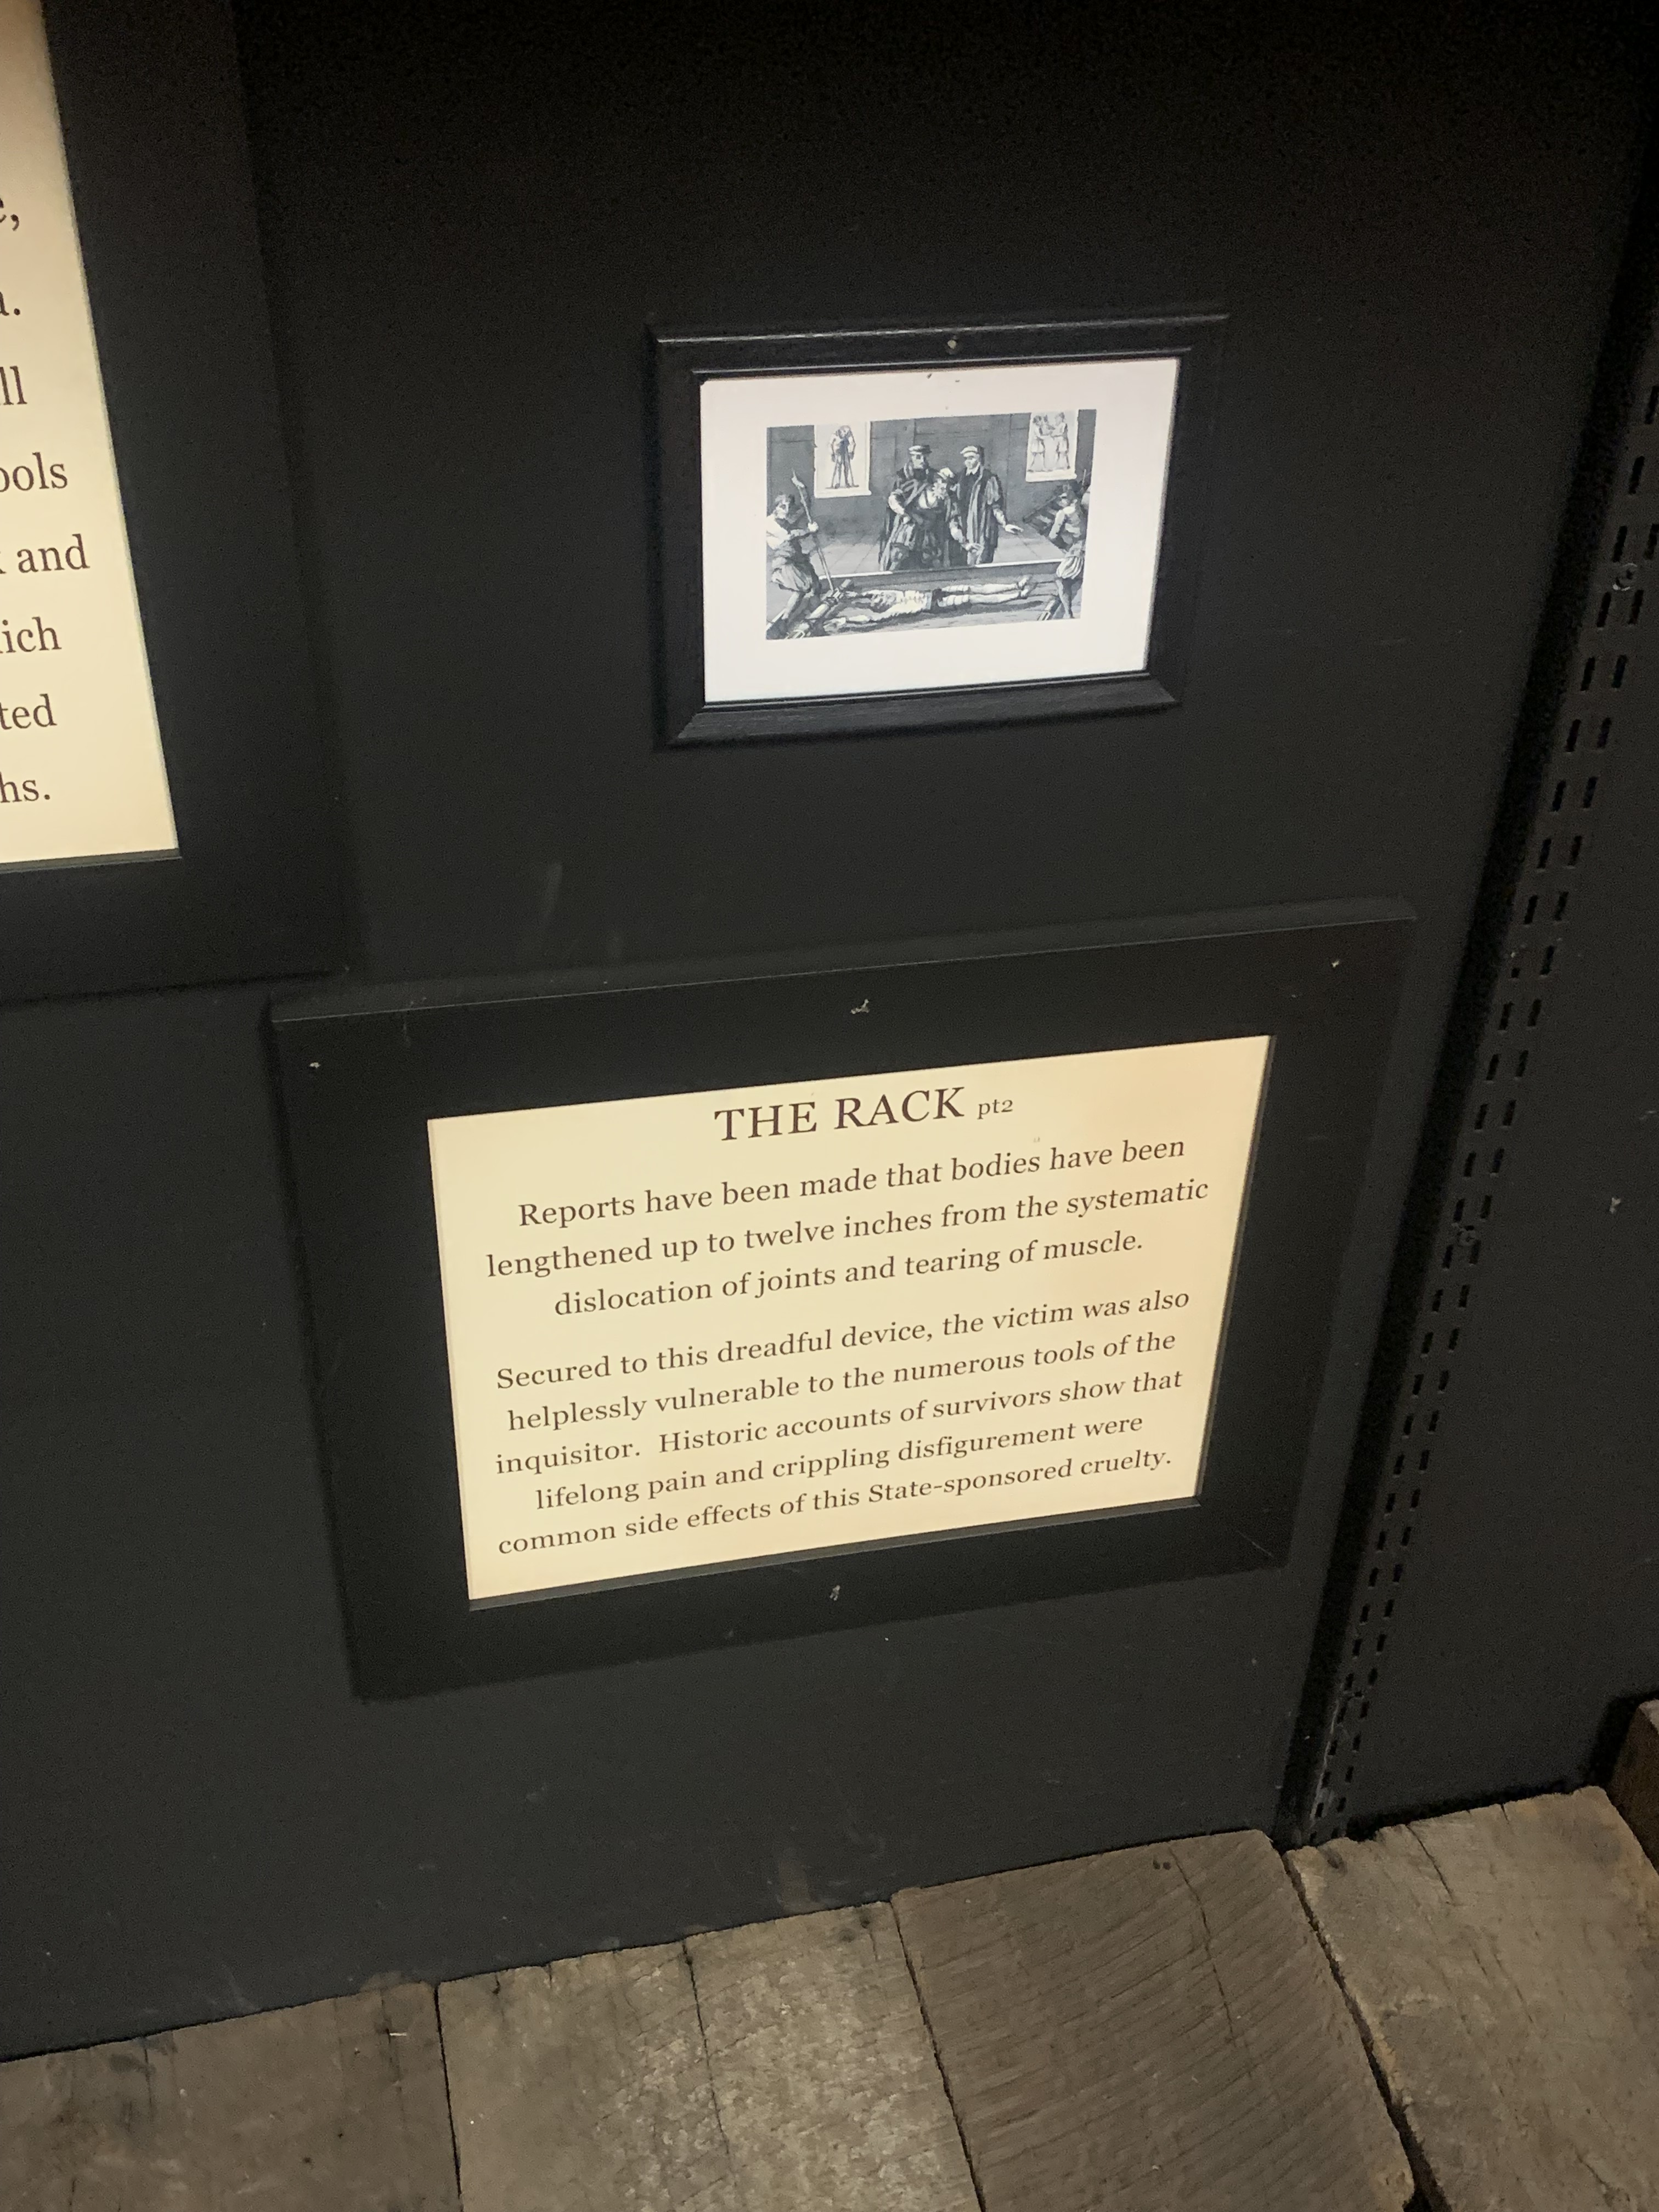 ll
and
THE RACK pt2
Reports have been made that bodies have been
lengthened up to twelve inches from the systematic
dislocation of joints and tearing of muscle.
Secured to this dreadful device, the victim was also
helplessly vulnerable to the numerous tools of the
inquisitor. Historic accounts of survivors show that
lifelong pain and crippling disfigurement were
common side effects of this State-sponsored cruelty.